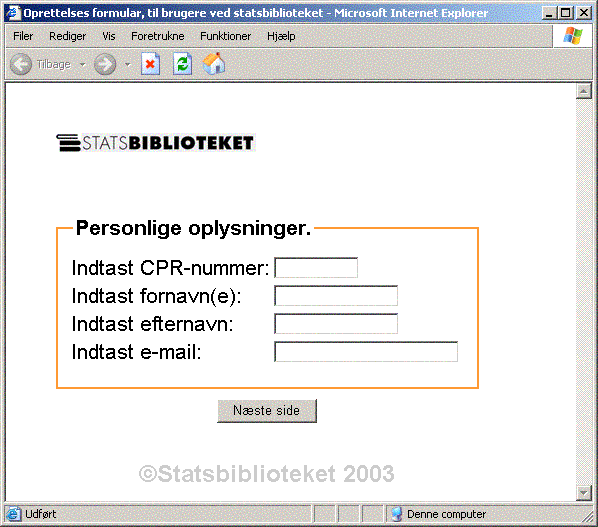 Oprettelses formular, til brugere ved statsbiblioteket - Microsoft Internet Explorer
Filer Rediger Vis Foretrukne Funktioner Hjælp
Tilbage
STATSBIBLIOTEKET
Personlige oplysninger.
Indtast CPR-nummer:
Indtast fornavn(e):
Indtast efternavn:
Indtast e-mail:
Næste side
©Statsbiblioteket 2003
Udført Denne computer